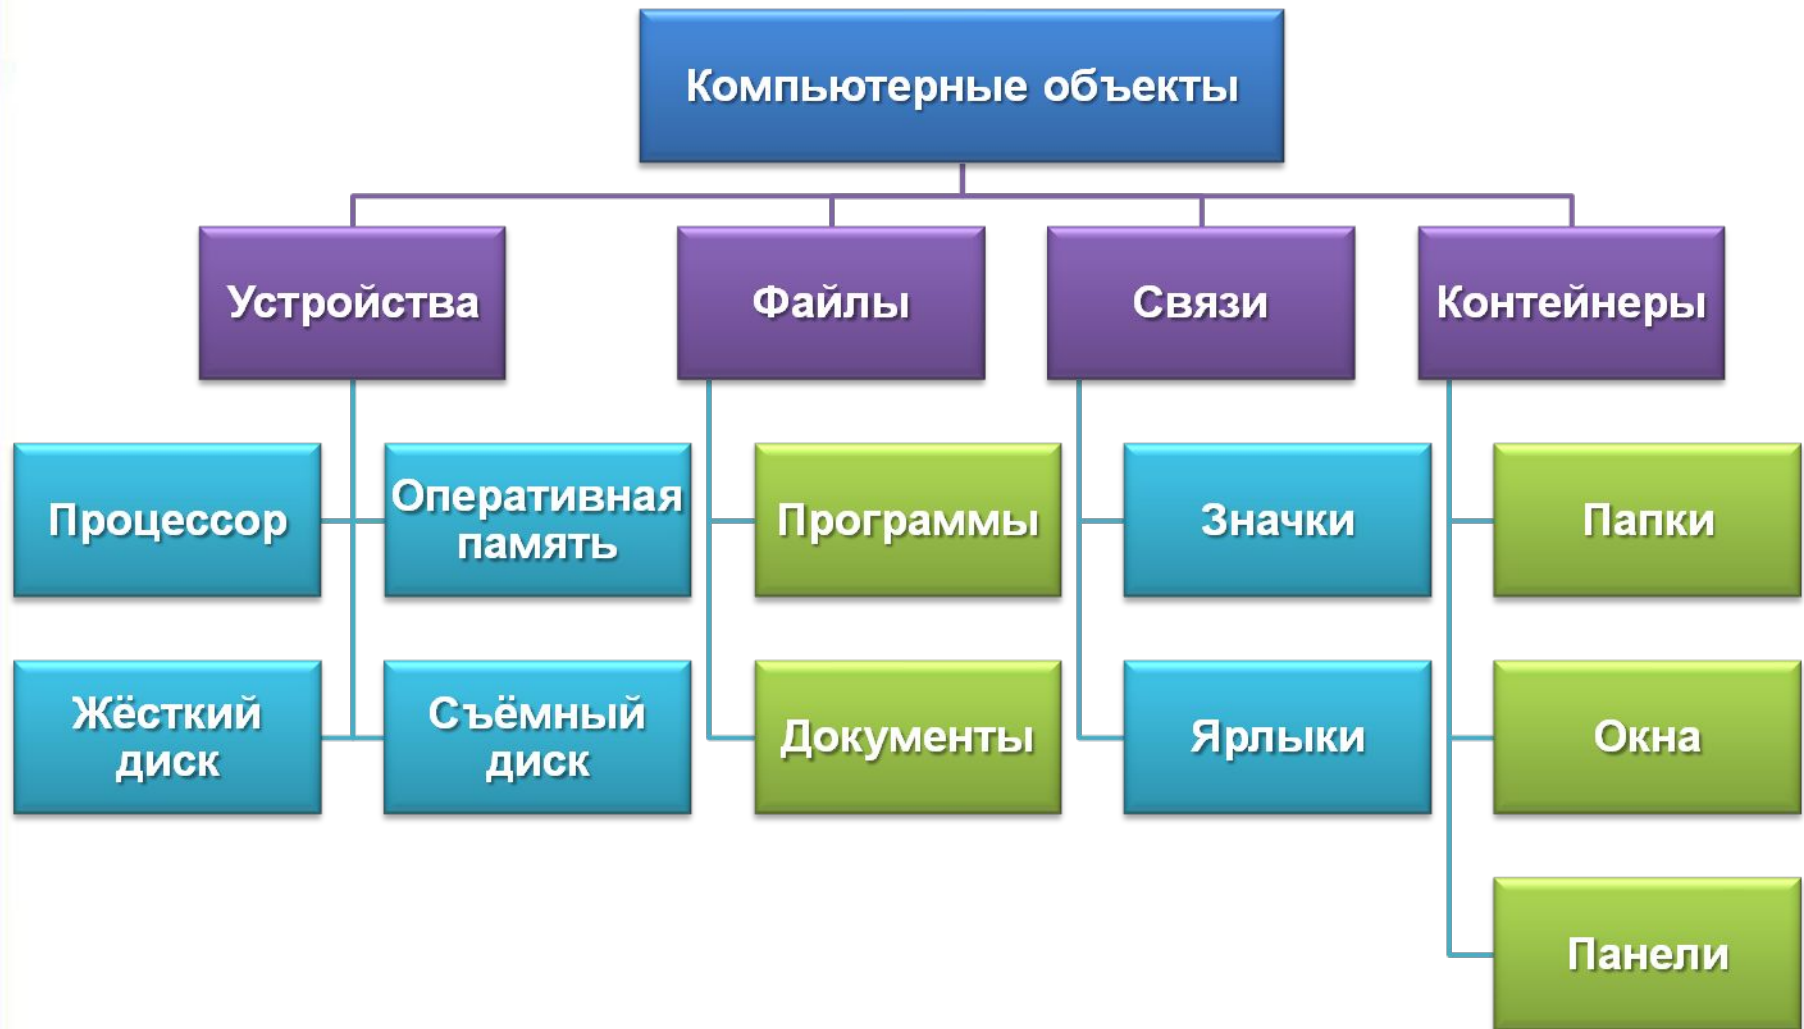 Компьютерные объекты
Устройства
Файлы
Связи
Контейнеры
Процессор
Оперативная
память
Программы
Значки
Папки
Жёсткий
диск
Съёмный
диск
Документы
Ярлыки
Окна
Панели